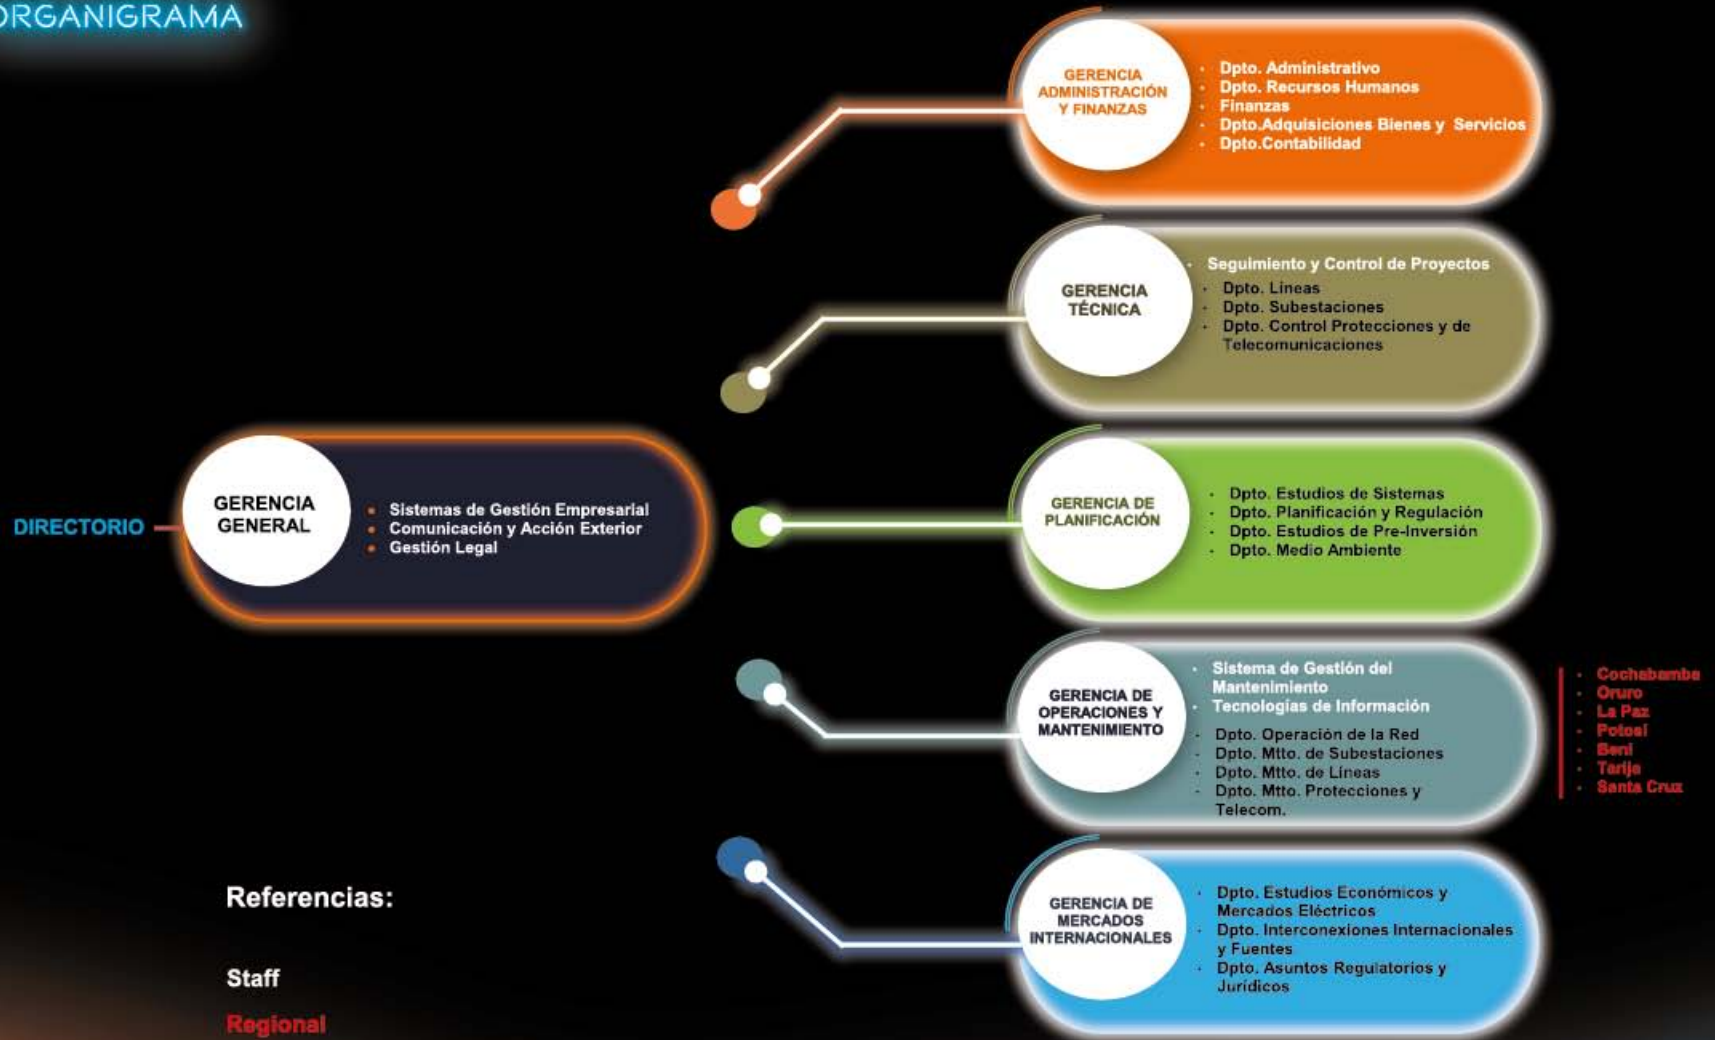 ORGANIGRAMA
DIRECTORIO
GERENCIA
GENERAL
Sistemas de Gestión Empresarial
Comunicación y Acción Exterior
Gestión Legal
GERENCIA
ADMINISTRACIÓN
Y FINANZAS
Dpto. Administrativo
Dpto. Recursos Humanos
Finanzas
Dpto.Adquisiciones Bienes y Servicios
Dpto.Contabilidad
GERENCIA
TÉCNICA
Seguimiento y Control de Proyectos
Dpto. Líneas
Dpto. Subestaciones
Dpto. Control Protecciones y de
Telecomunicaciones
GERENCIA DE
PLANIFICACIÓN
Dpto. Estudios de Sistemas
Dpto. Planificación y Regulación
Dpto. Estudios de Pre-Inversión
Dpto. Medio Ambiente
GERENCIA DE
OPERACIONES Y
MANTENIMIENTO
Sistema de Gestión del
Mantenimiento
Tecnologías de Información
Dpto. Operación de la Red
Dpto. Mtto. de Subestaciones
Dpto. Mtto. de Líneas
Dpto. Mtto. Protecciones y
Telecom.
Cochabamba
Oruro
La Paz
Potosí
Beni
Tarija
Santa Cruz
GERENCIA DE
MERCADOS
INTERNACIONALES
Dpto. Estudios Económicos y
Mercados Eléctricos
Dpto. Interconexiones Internacionales
y Fuentes
Dpto. Asuntos Regulatorios y
Jurídicos
Referencias:
Staff
Regional